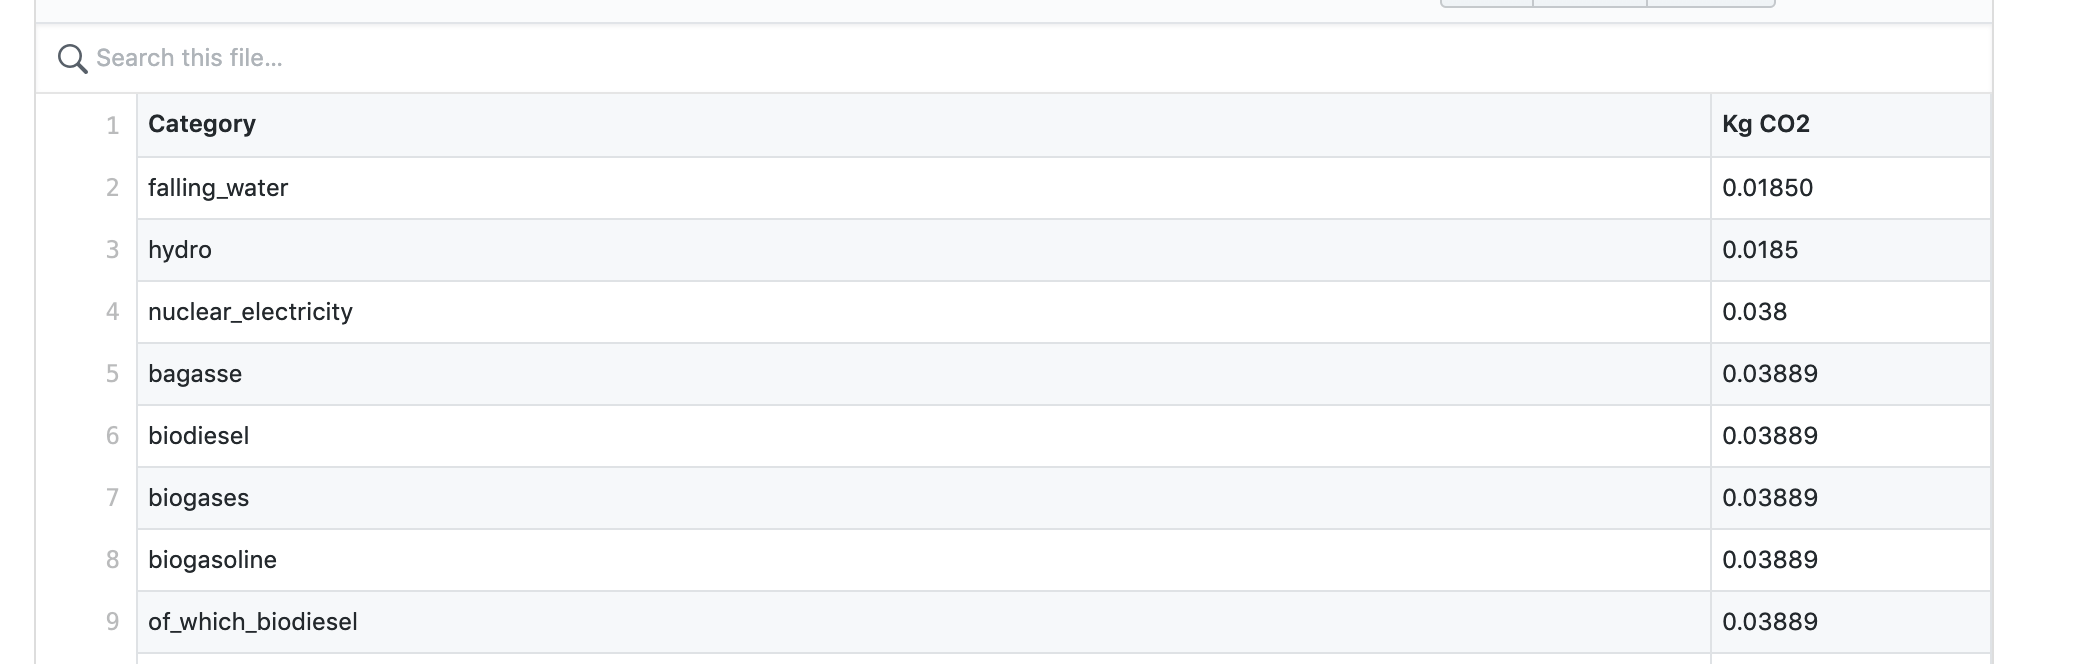 Search this file...
1 Category Kg CO2
2 falling_water 0.01850
3 hydro 0.0185
4 nuclear_electricity 0.038
5 bagasse 0.03889
6 biodiesel 0.03889
7 biogases 0.03889
8 biogasoline 0.03889
9 of_which_biodiesel 0.03889